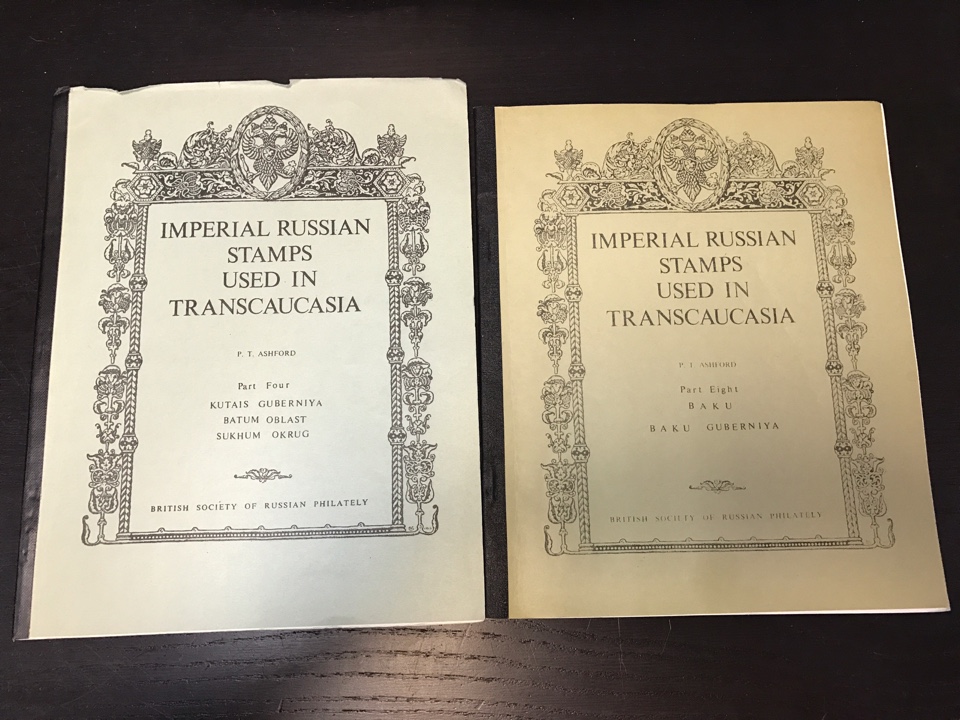 IMPERIAL RUSSIAN
STAMPS
USED IN
TRANSCAUCASIA
P. T. ASHFORD
Part Four
KUTAIS GUBERNIYA
BATUM OBLAST
SUKHUM OKRUG
BRITISH SOCIETY OF RUSSIAN PHILATELY
IMPERIAL RUSSIAN
STAMPS
USED IN
TRANSCAUCASIA
P. T. ASHFORD
Part Eight
BAKU
BAKU GUBERNIYA
BRITISH SOCIETY OF RUSSIAN PHILATELY